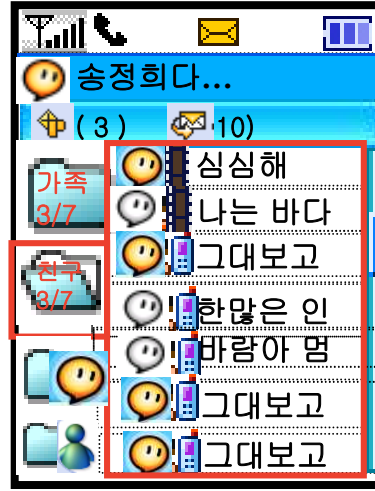 송정희다...
( 3 ) 10)
가족
3/7
친구
3/7
심심해
나는 바다
그대보고
한많은 인
바람아 멈
그대보고
그대보고